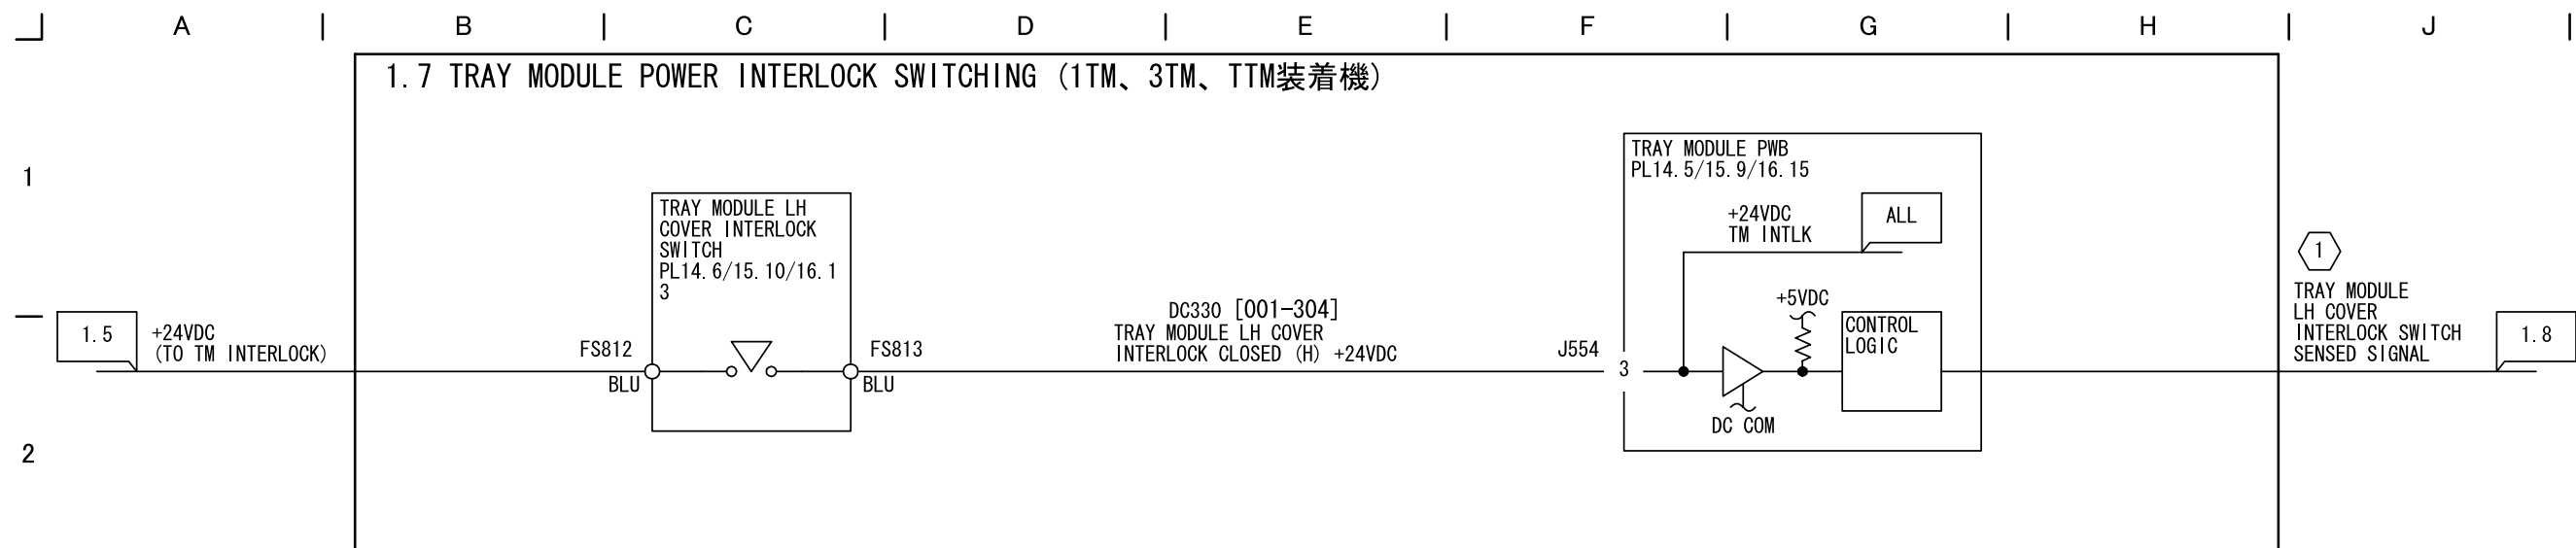 A B C D E F G H J
1.7 TRAY MODULE POWER INTERLOCK SWITCHING (1TM、3TM、TTM装着機)
1
2
1.5
+24VDC
(TO TM INTERLOCK)
FS812
BLU
TRAY MODULE LH
COVER INTERLOCK
SWITCH
PL14.6/15.10/16.1
3
FS813
BLU
DC330 [001-304]
TRAY MODULE LH COVER
INTERLOCK CLOSED (H) +24VDC
J554
3
TRAY MODULE PWB
PL14.5/15.9/16.15
+24VDC
TM INTLK
ALL
+5VDC
CONTROL
LOGIC
DC COM
1
TRAY MODULE
LH COVER
INTERLOCK SWITCH
SENSED SIGNAL
1.8